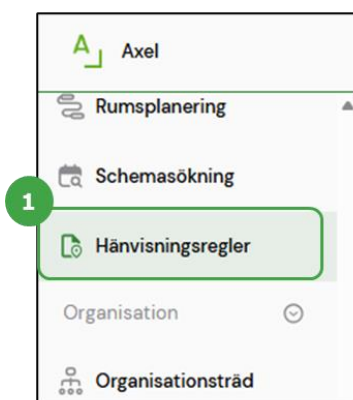 Axel
Rumsplanering
Schemasökning
1
Hänvisningsregler
Organisation
Organisationsträd